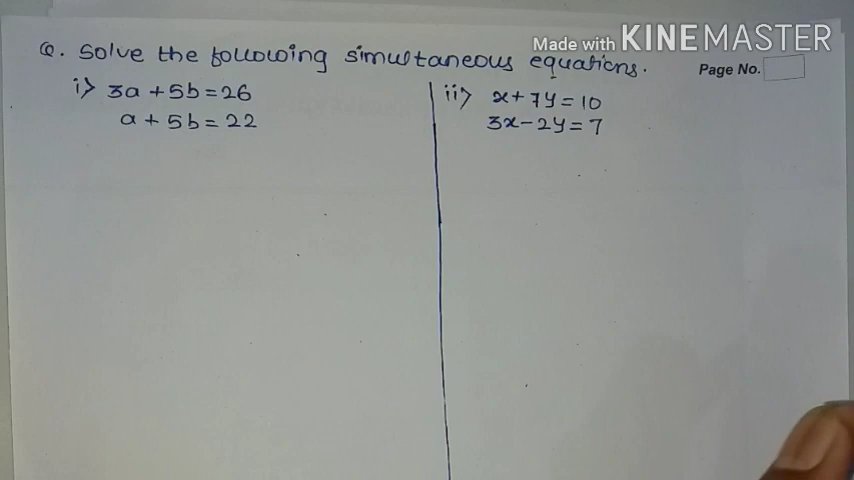 Made with KINEMASTER
Q. Solve the following simultaneous equations.
Page No.
i> 3a + 5b = 26
a + 5b = 22
ii> x + 7y = 10
3x - 2y = 7